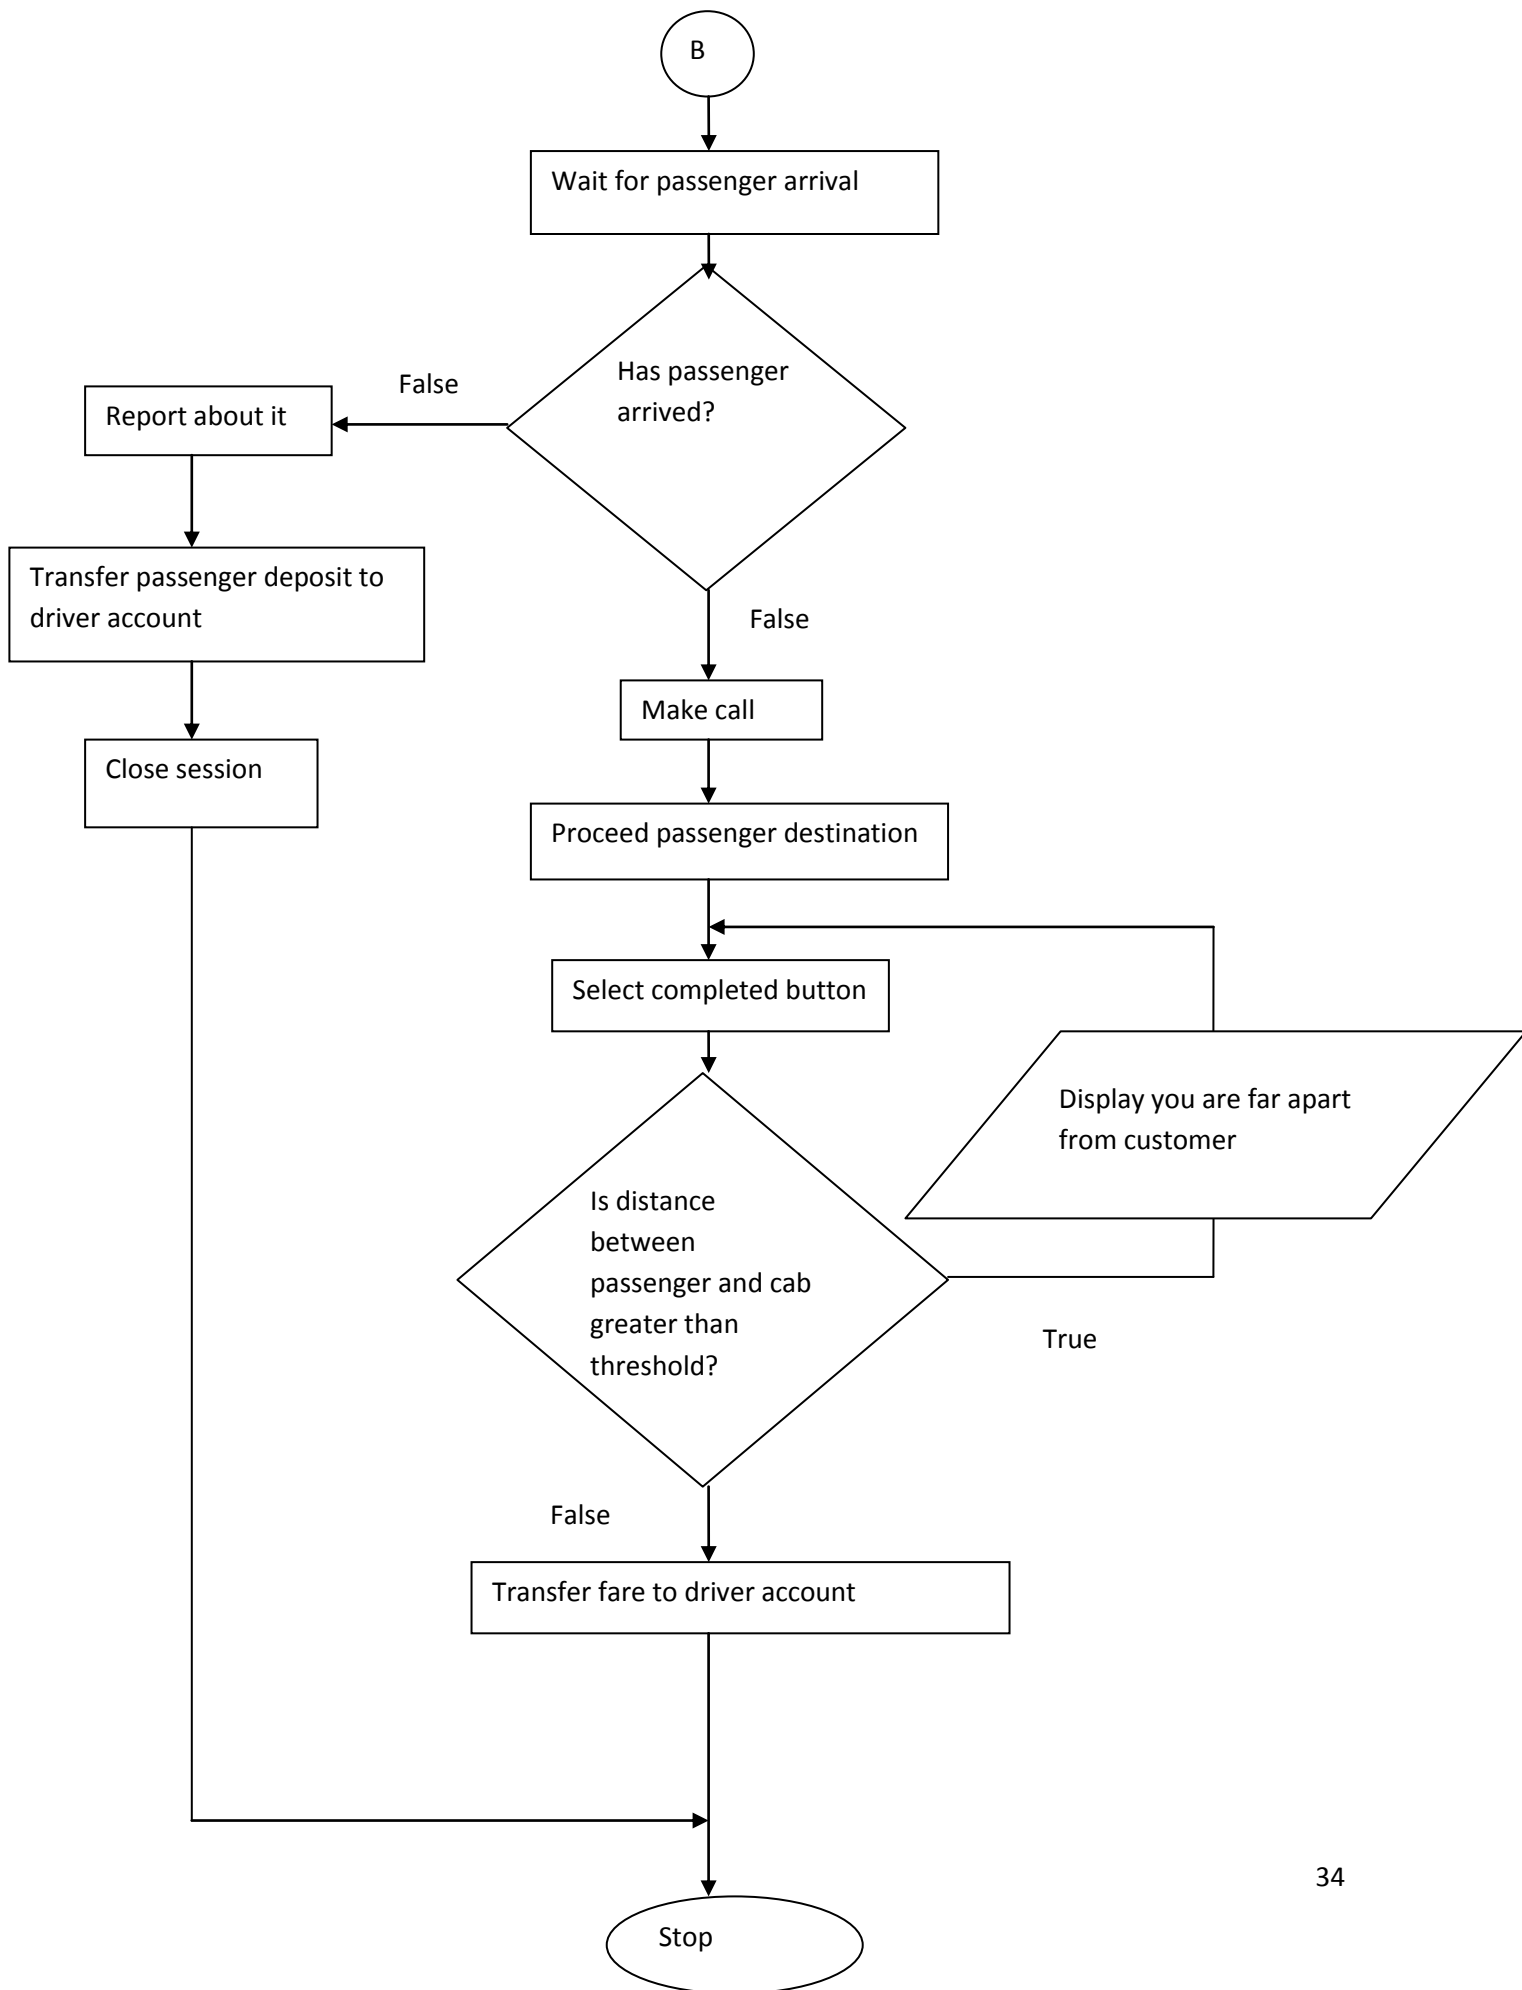 B
Wait for passenger arrival
Has passenger
arrived?
False
Report about it
Transfer passenger deposit to
driver account
False
Close session
Make call
Proceed passenger destination
Select completed button
Display you are far apart
from customer
Is distance
between
passenger and cab
greater than
threshold?
True
False
Transfer fare to driver account
34
Stop